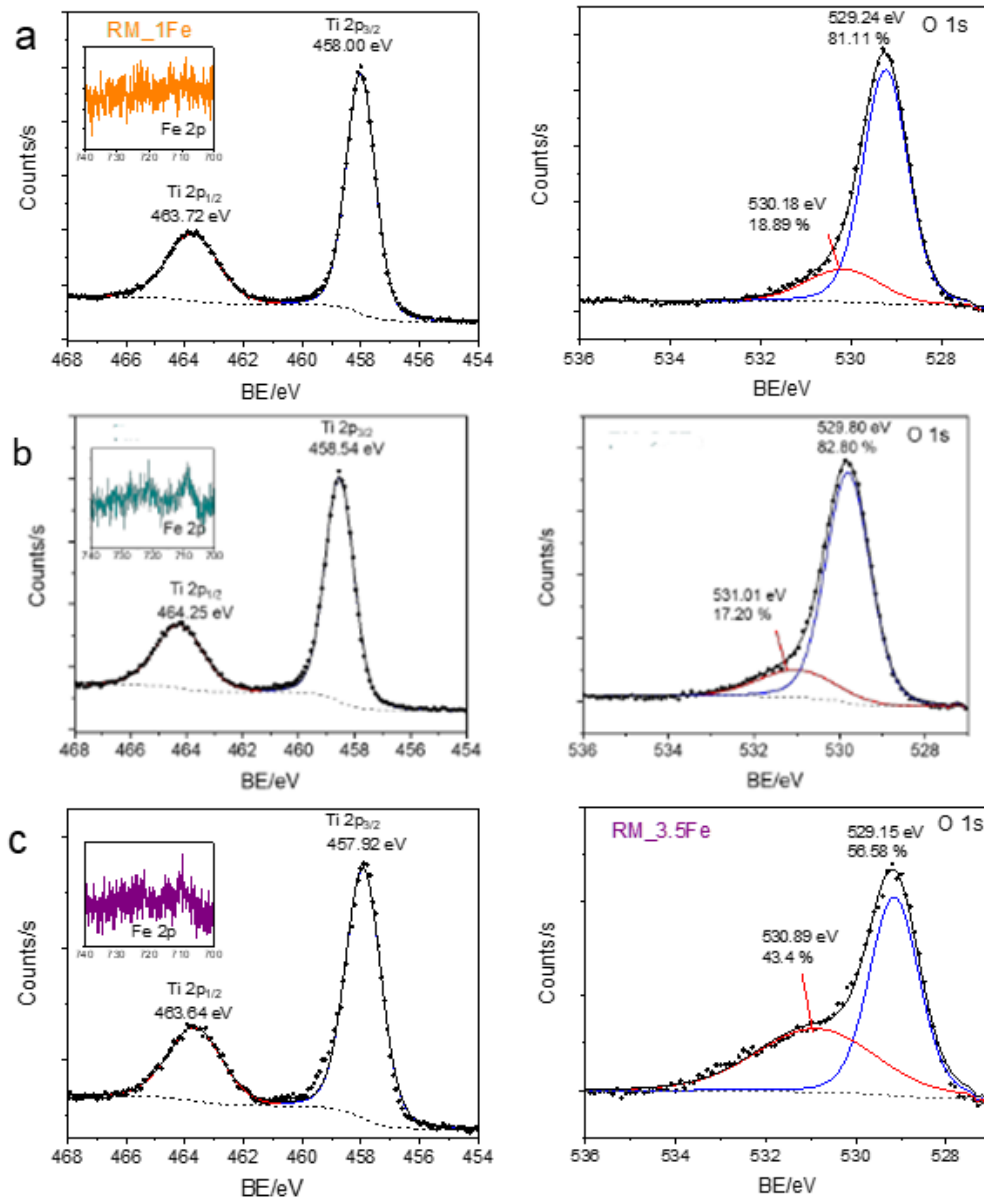 a
RM_1Fe
Ti 2p3/2
458.00 eV
Fe 2p
740 730 720 710 700
Ti 2p1/2
463.72 eV
Counts/s
468 466 464 462 460 458 456 454
BE/eV
529.24 eV
81.11 %
O 1s
530.18 eV
18.89 %
Counts/s
536 534 532 530 528
BE/eV
b
Ti 2p3/2
458.54 eV
Fe 2p
740 730 720 710 700
Ti 2p1/2
464.25 eV
Counts/s
468 466 464 462 460 458 456 454
BE/eV
529.80 eV
82.80 %
O 1s
531.01 eV
17.20 %
Counts/s
536 534 532 530 528
BE/eV
c
Ti 2p3/2
457.92 eV
Fe 2p
740 730 720 710 700
Ti 2p1/2
463.64 eV
Counts/s
468 466 464 462 460 458 456 454
BE/eV
RM_3.5Fe
529.15 eV
56.58 %
O 1s
530.89 eV
43.4 %
Counts/s
536 534 532 530 528
BE/eV